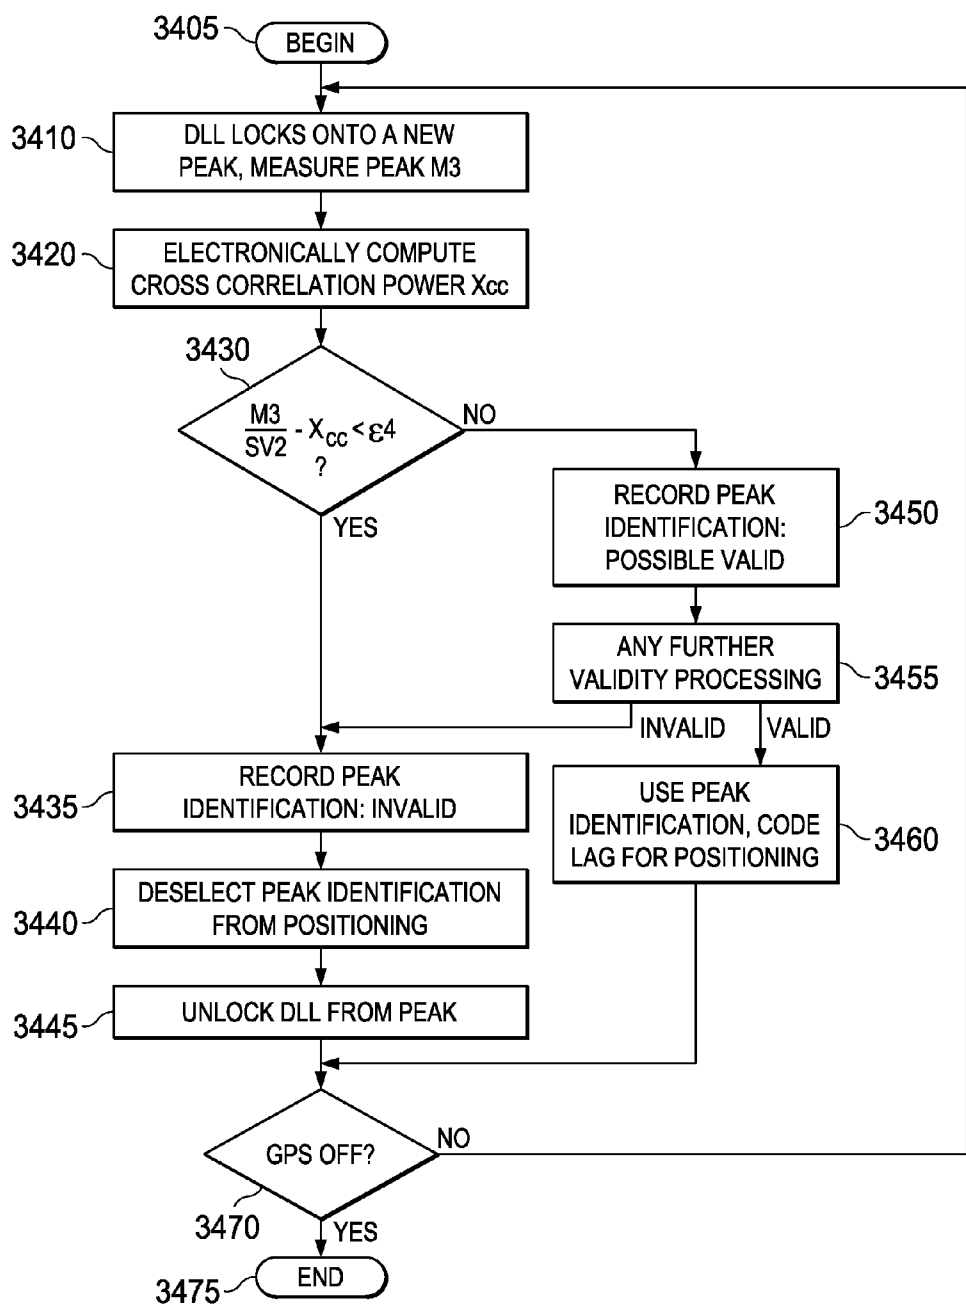 3405
BEGIN
3410
DLL LOCKS ONTO A NEW
PEAK, MEASURE PEAK M3
3420
ELECTRONICALLY COMPUTE
CROSS CORRELATION POWER Xcc
3430
M3
SV2
- XCC < ε4
?
NO
YES
RECORD PEAK
IDENTIFICATION:
POSSIBLE VALID
3450
ANY FURTHER
VALIDITY PROCESSING
3455
INVALID
VALID
3435
RECORD PEAK
IDENTIFICATION: INVALID
USE PEAK
IDENTIFICATION, CODE
LAG FOR POSITIONING
3460
3440
DESELECT PEAK IDENTIFICATION
FROM POSITIONING
3445
UNLOCK DLL FROM PEAK
GPS OFF?
NO
3470
YES
3475
END